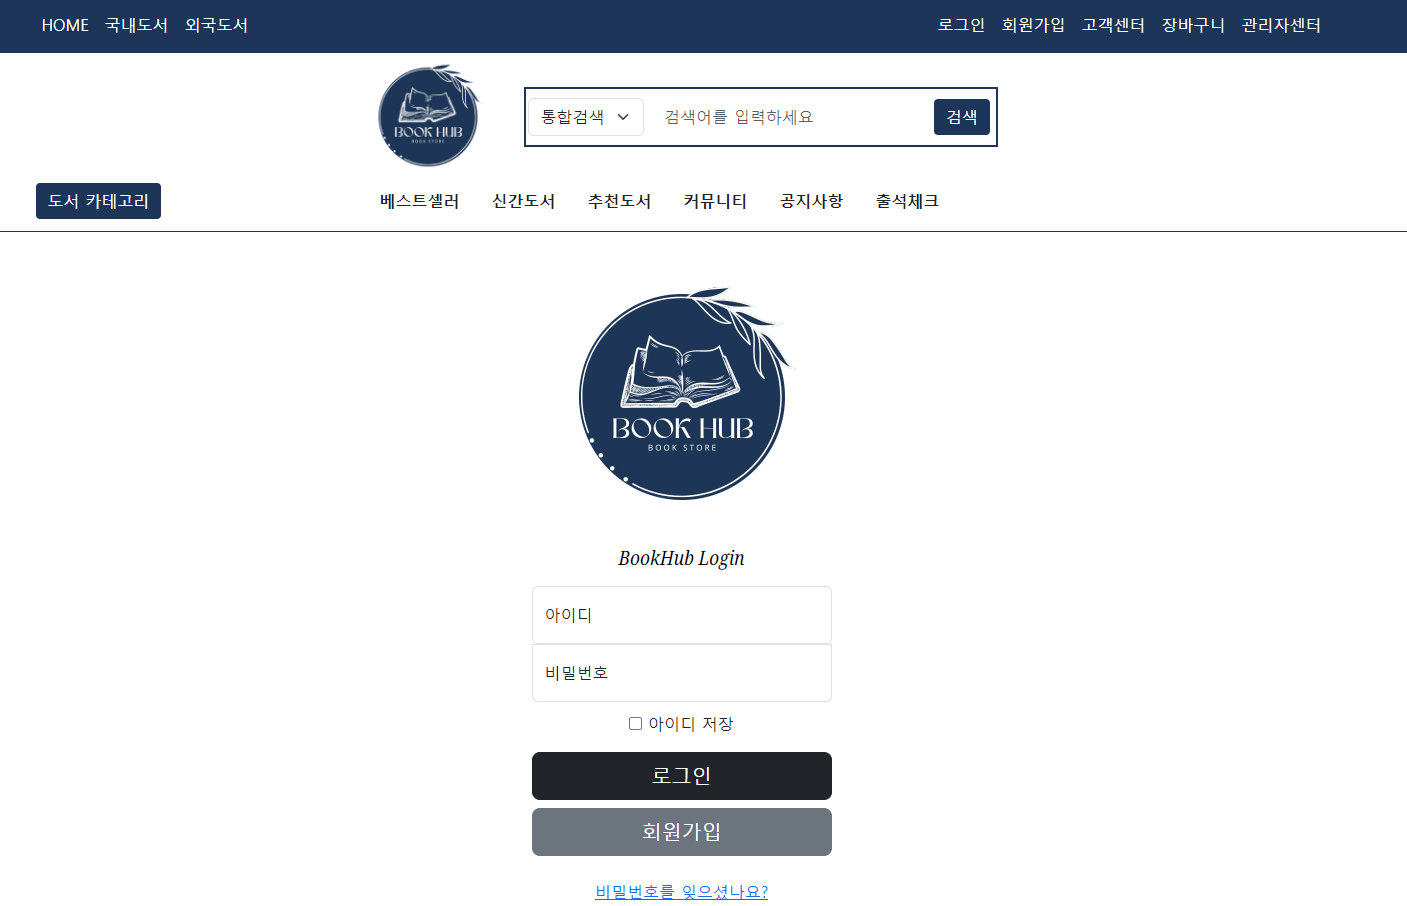 HOME 국내도서 외국도서 로그인 회원가입 고객센터 장바구니 관리자센터
BOOK HUB
BOOK STORE
통합검색 검색어를 입력하세요 검색
도서 카테고리 베스트셀러 신간도서 추천도서 커뮤니티 공지사항 출석체크
BOOK HUB
BOOK STORE
BookHub Login
아이디
비밀번호
아이디 저장
로그인
회원가입
비밀번호를 잊으셨나요?